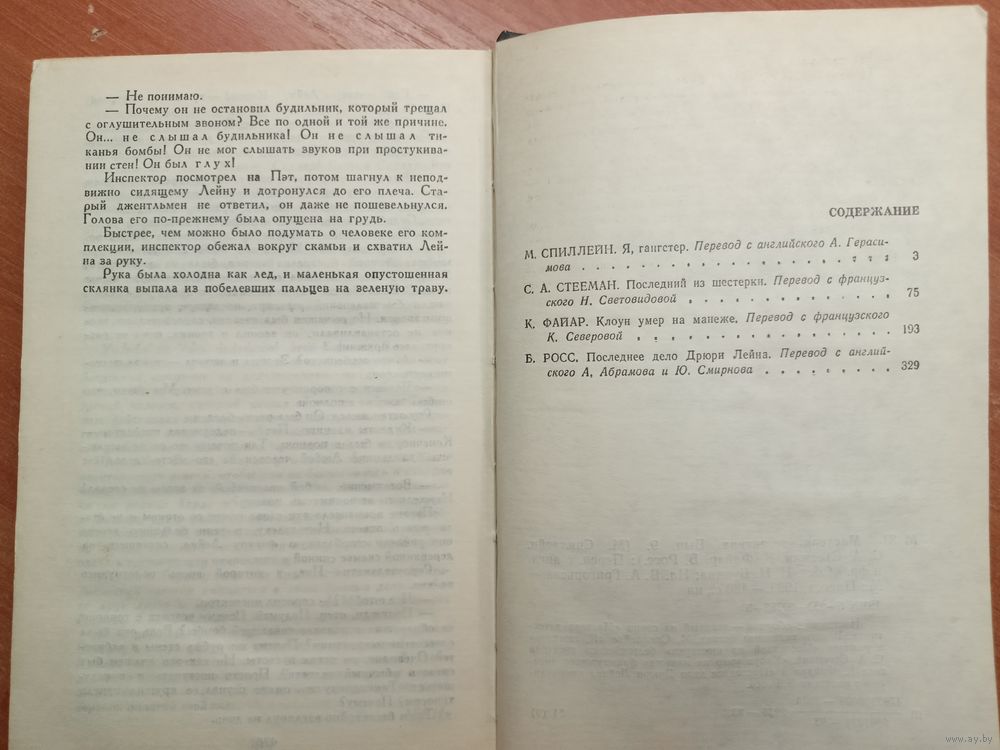 — Не понимаю.
— Почему он не остановил будильник, который трещал
с оглушительным звоном? Все по одной и той же причине.
Он... не слышал будильника! Он не слышал ти-
канья бомбы! Он не мог слышать звуков при простукива-
нии стен! Он был глух!
Инспектор посмотрел на Пэт, потом шагнул к непод-
вижно сидящему Лейну и дотронулся до его плеча. Ста-
рый джентльмен не ответил, он даже не пошевельнулся.
Голова его по-прежнему была опущена на грудь.
Быстрее, чем можно было подумать о человеке его ком-
плекции, инспектор обежал вокруг скамьи и схватил Лей-
на за руку.
Рука была холодна как лед, и маленькая опустошенная
склянка выпала из побелевших пальцев на зеленую траву.
СОДЕРЖАНИЕ
М. СПИЛЛЕЙН. Я, гангстер. Перевод с английского А. Гераси-
мова . . . . . . . . . . . . . . . 3
С. А. СТЕЕМАН. Последний из шестерки. Перевод с француз-
ского Н. Световидовой . . . . . . . . . . 75
К. ФАЙАР. Клоун умер на манеже. Перевод с французского
К. Северовой . . . . . . . . . . . . . 193
Б. РОСС. Последнее дело Дрюри Лейна. Перевод с англий-
ского А. Абрамова и Ю. Смирнова . . . . . . . 329
www.ay.by